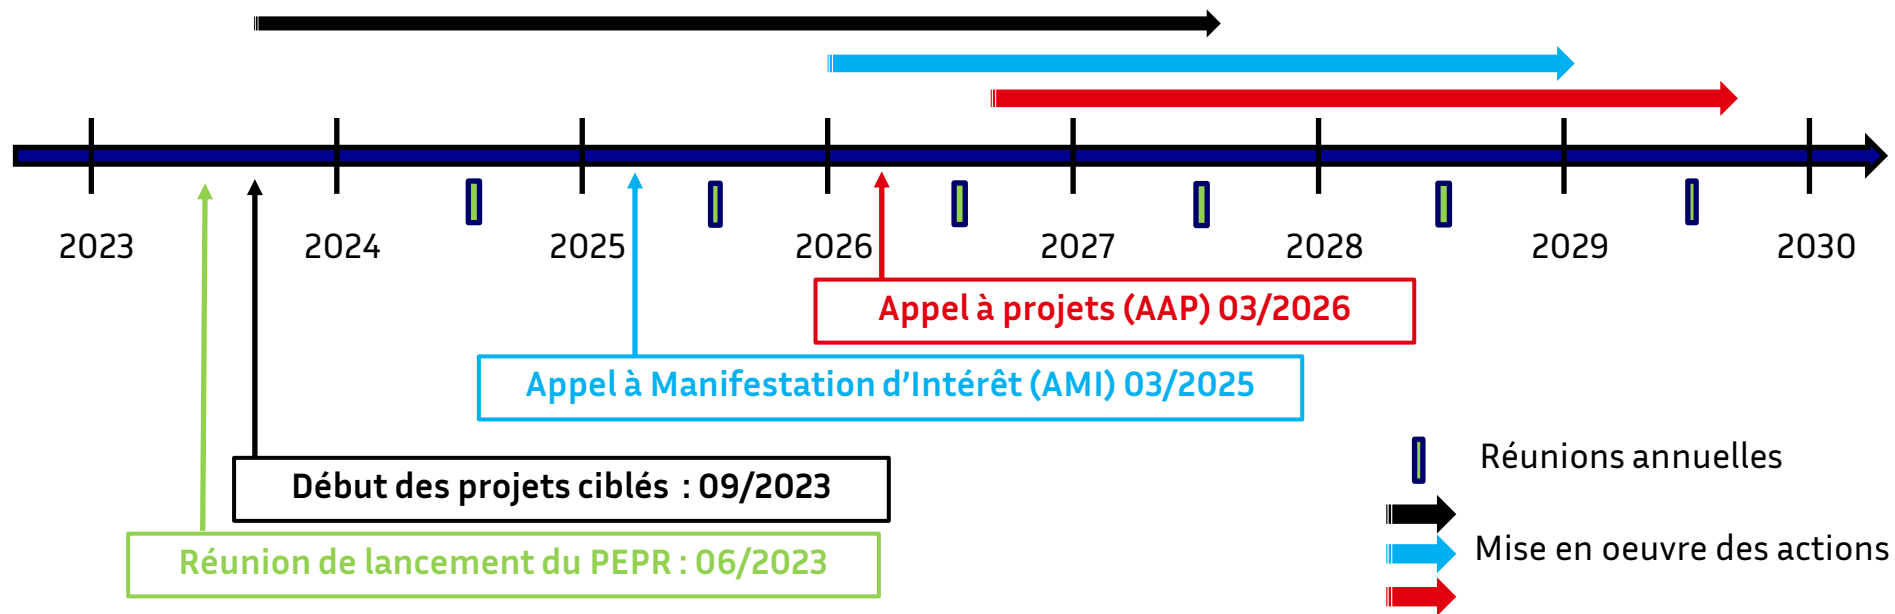 2023 2024 2025 2026 2027 2028 2029 2030
Appel à projets (AAP) 03/2026
Appel à Manifestation d’Intérêt (AMI) 03/2025
Réunions annuelles
Début des projets ciblés : 09/2023
Mise en oeuvre des actions
Réunion de lancement du PEPR : 06/2023